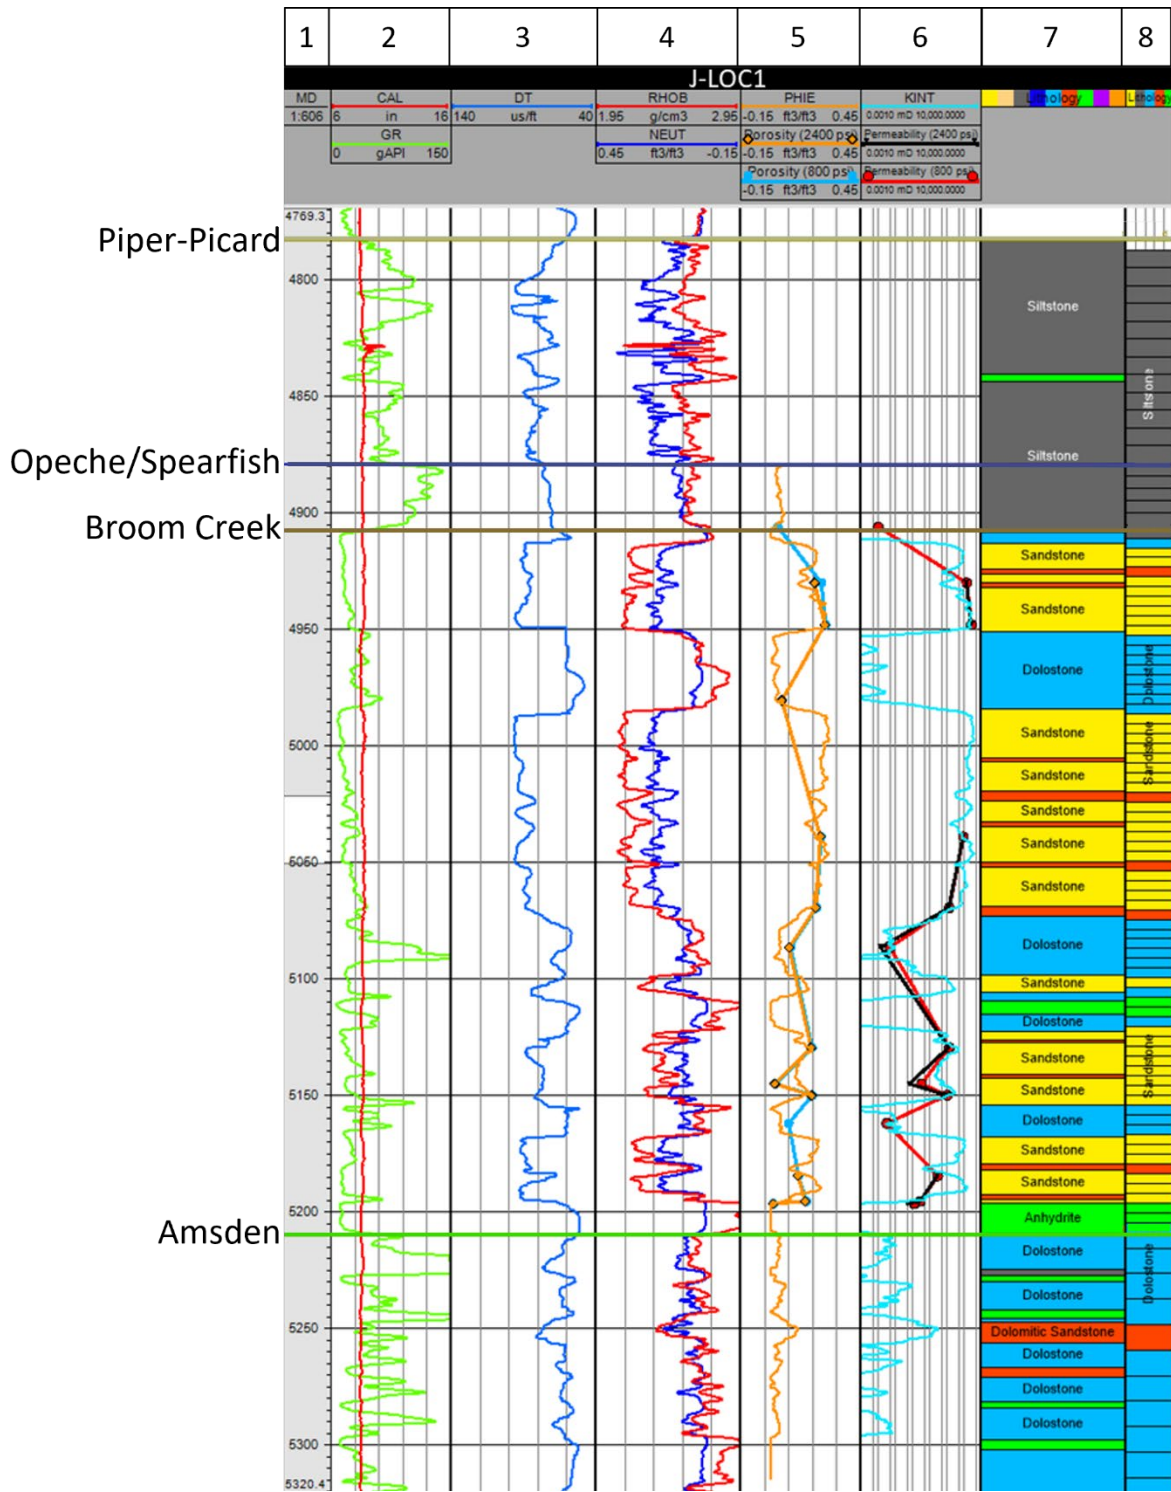 1 2 3 4 5 6 7 8
J-LOC1
MD CAL DT RHOB PHIE KINT Lithology Lithology
1:606 6 in 16 140 us/ft 40 1.95 g/cm3 2.95 -0.15 ft3/ft3 0.45 0.0010 mD 10,000.0000
GR NEUT Porosity (2400 psi) Permeability (2400 psi)
0 gAPI 150 0.45 ft3/ft3 -0.15 -0.15 ft3/ft3 0.45 0.0010 mD 10,000.0000
Porosity (800 psi) Permeability (800 psi)
-0.15 ft3/ft3 0.45 0.0010 mD 10,000.0000
4769.3
Piper-Picard
4800
Siltstone
4850
Siltstone
Opeche/Spearfish
Siltstone
4900
Broom Creek
Sandstone
Sandstone
4950
Dolostone
Dolostone
Sandstone
Sandstone
5000
Sandstone
Sandstone
Sandstone
5050
Sandstone
Dolostone
5100
Sandstone
Dolostone
Sandstone
Sandstone
5150
Sandstone
Dolostone
Sandstone
Sandstone
5200
Anhydrite
Amsden
Dolostone
Dolostone
Dolostone
5250
Dolomitic Sandstone
Dolostone
Dolostone
Dolostone
5300
5320.4